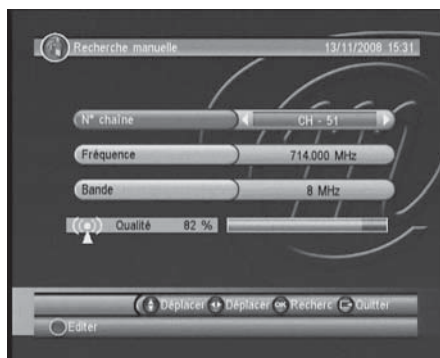 Recherche manuelle 13/11/2008 15:31
N° chaîne CH - 51
Fréquence 714.000 MHz
Bande 8 MHz
Qualité 82 %
Déplacer Déplacer OK Recherc Quitter
Editer